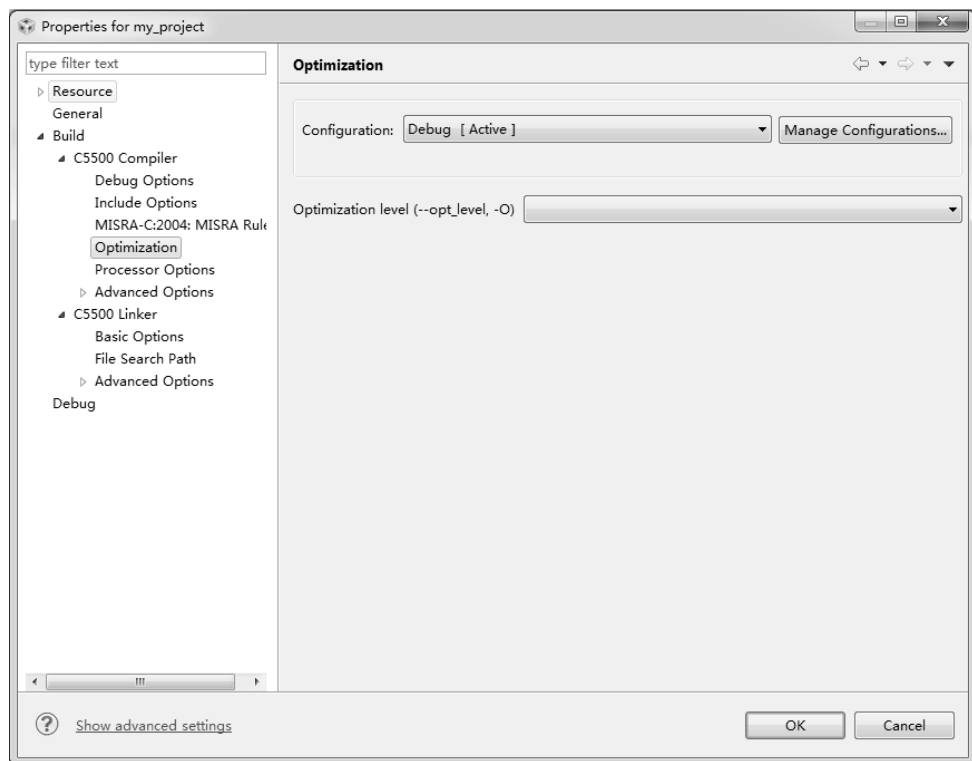 Properties for my_project
type filter text
Resource
General
Build
C5500 Compiler
Debug Options
Include Options
MISRA-C:2004: MISRA Rule
Optimization
Processor Options
Advanced Options
C5500 Linker
Basic Options
File Search Path
Advanced Options
Debug
Optimization
Configuration: Debug [ Active ] Manage Configurations...
Optimization level (--opt_level, -O)
Show advanced settings
OK Cancel